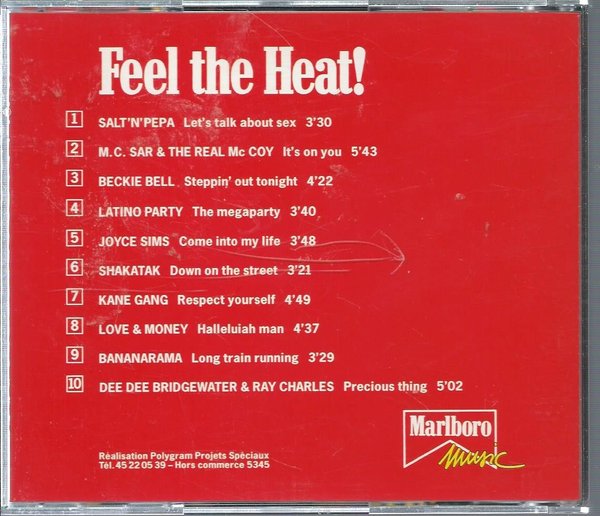 Feel the Heat!
1 SALT'N'PEPA Let's talk about sex 3'30
2 M.C. SAR & THE REAL Mc COY It's on you 5'43
3 BECKIE BELL Steppin' out tonight 4'22
4 LATINO PARTY The megaparty 3'40
5 JOYCE SIMS Come into my life 3'48
6 SHAKATAK Down on the street 3'21
7 KANE GANG Respect yourself 4'49
8 LOVE & MONEY Halleluiah man 4'37
9 BANANARAMA Long train running 3'29
10 DEE DEE BRIDGEWATER & RAY CHARLES Precious thing 5'02
Marlboro
Music
Rèalisation Polygram Projets Spéciaux
Tél. 45 22 05 39 – Hors commerce 5345